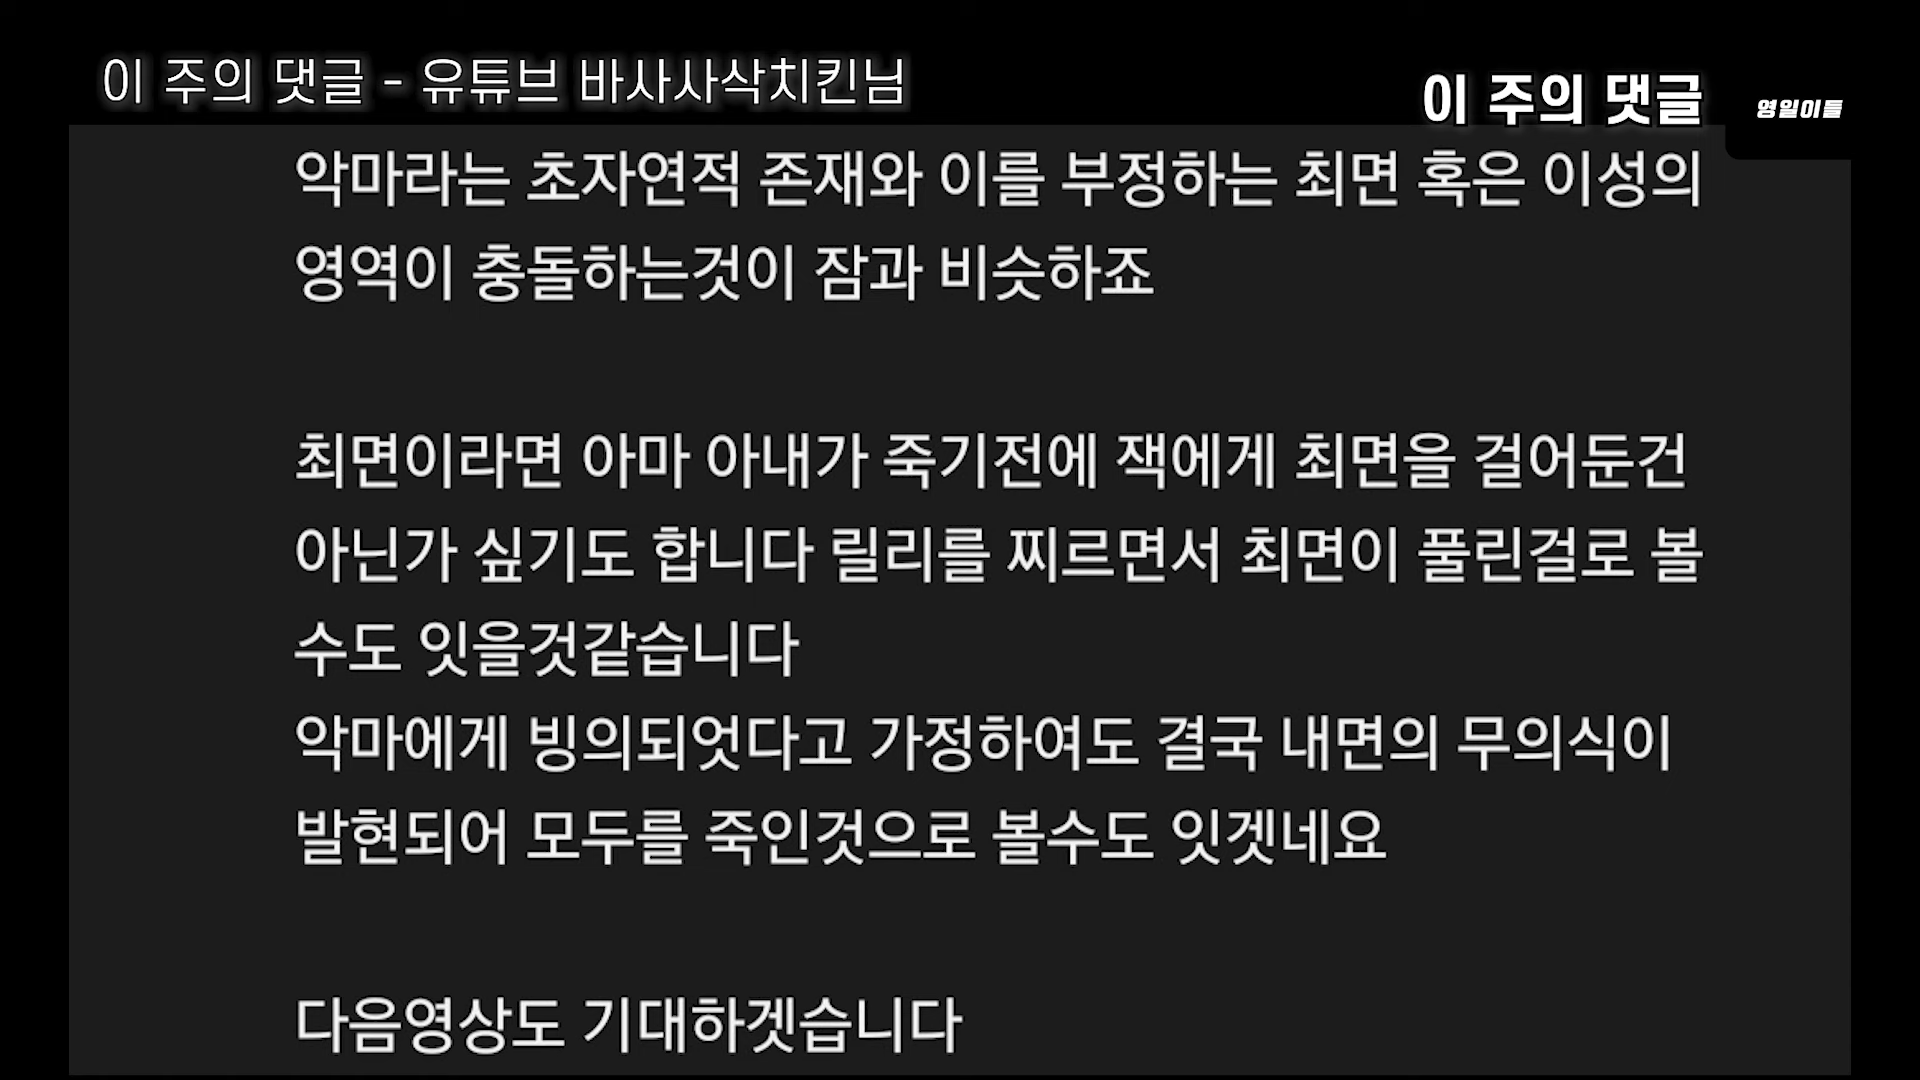 이 주의 댓글 - 유튜브 바사사삭치킨님
이 주의 댓글
영일이들
악마라는 초자연적 존재와 이를 부정하는 최면 혹은 이성의
영역이 충돌하는것이 잠과 비슷하죠
최면이라면 아마 아내가 죽기전에 잭에게 최면을 걸어둔건
아닌가 싶기도 합니다 릴리를 찌르면서 최면이 풀린걸로 볼
수도 잇을것같습니다
악마에게 빙의되엇다고 가정하여도 결국 내면의 무의식이
발현되어 모두를 죽인것으로 볼수도 잇겟네요
다음영상도 기대하겟습니다